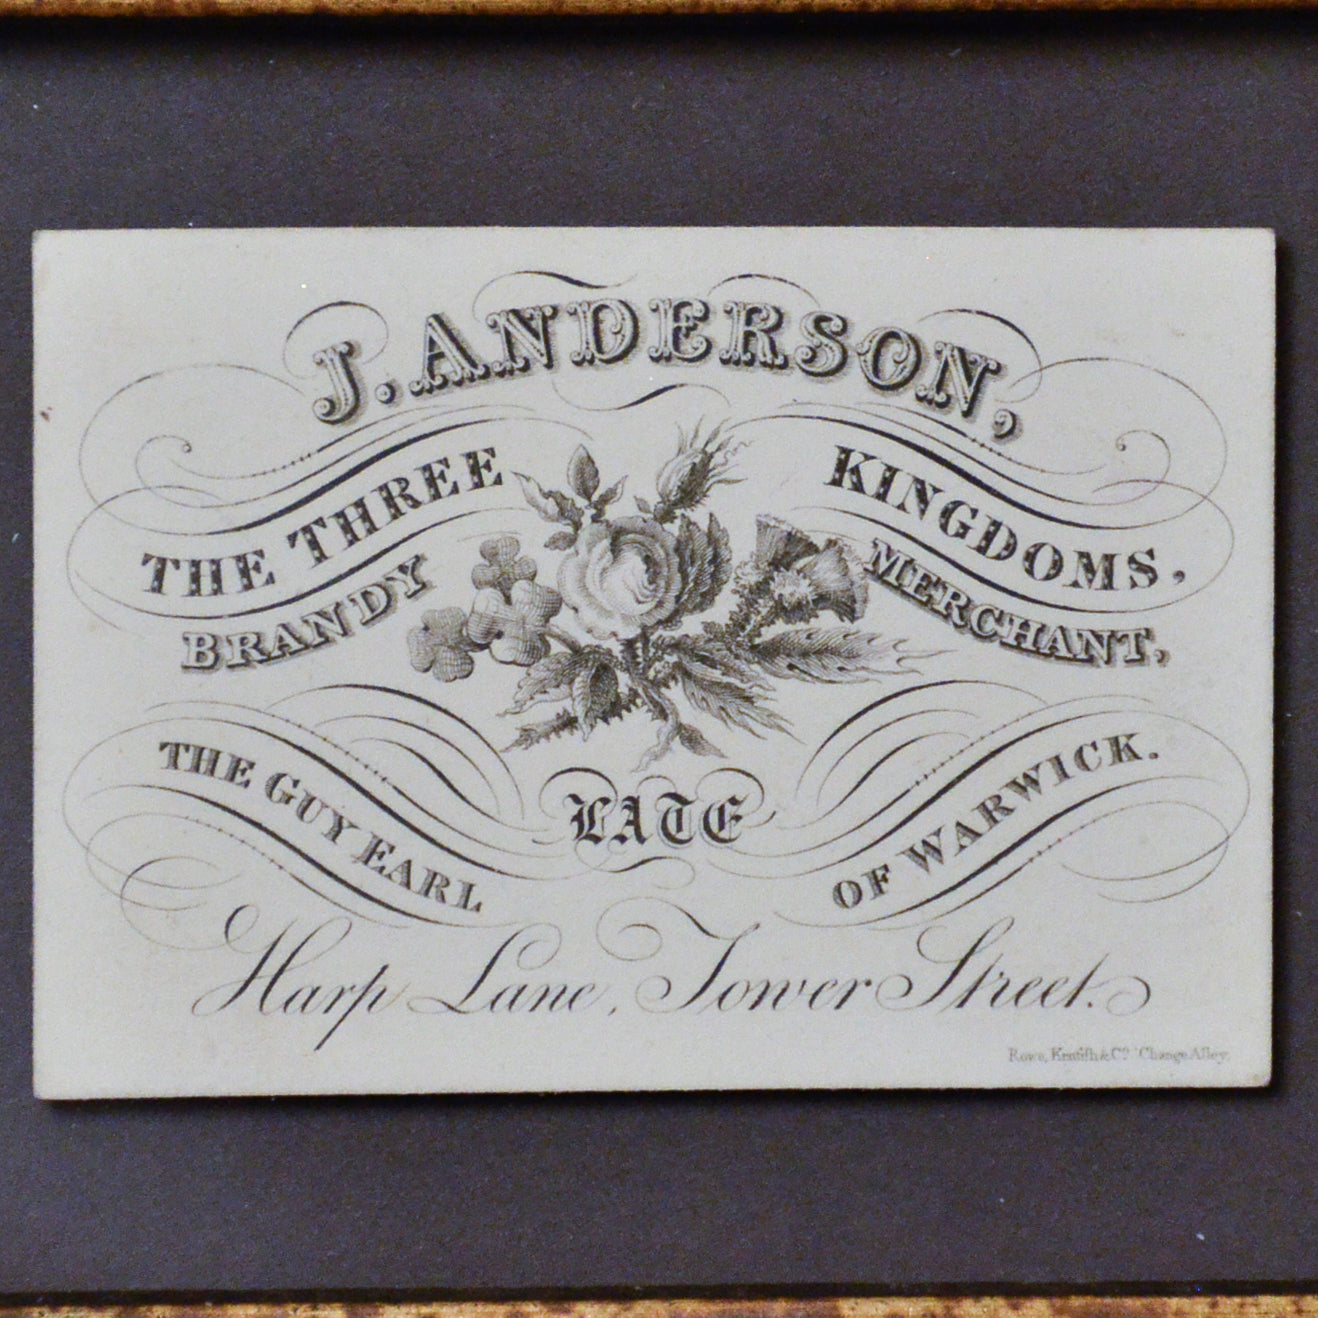 J. ANDERSON,
THE THREE KINGDOMS,
BRANDY MERCHANT,
LATE
THE GUY EARL OF WARWICK.
Harp Lane, Tower Street.
Rowe, Kentish & Co. 'Change Alley.